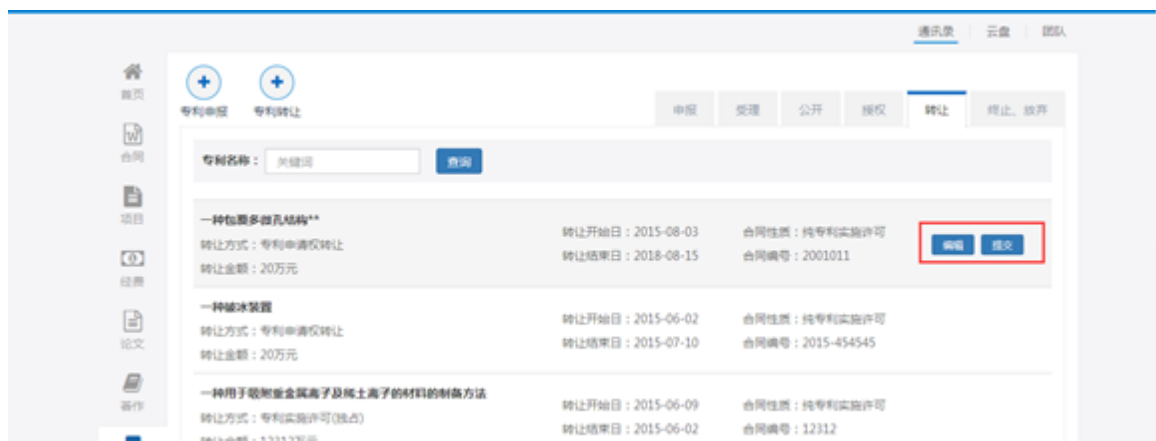 通讯录 云盘 团队
首页
合同
项目
经费
论文
著作
专利申报 专利转让
申报 受理 公开 授权 转让 终止、放弃
专利名称： 关键词 查询
一种包覆多微孔结构**
转让方式：专利申请权转让
转让金额：20万元
转让开始日：2015-08-03
转让结束日：2018-08-15
合同性质：纯专利实施许可
合同编号：2001011
编辑 提交
一种破冰装置
转让方式：专利申请权转让
转让金额：20万元
转让开始日：2015-06-02
转让结束日：2015-07-10
合同性质：纯专利实施许可
合同编号：2015-454545
一种用于吸附重金属离子及稀土离子的材料的制备方法
转让方式：专利实施许可(独占)
转让金额：12312万元
转让开始日：2015-06-09
转让结束日：2015-06-02
合同性质：纯专利实施许可
合同编号：12312